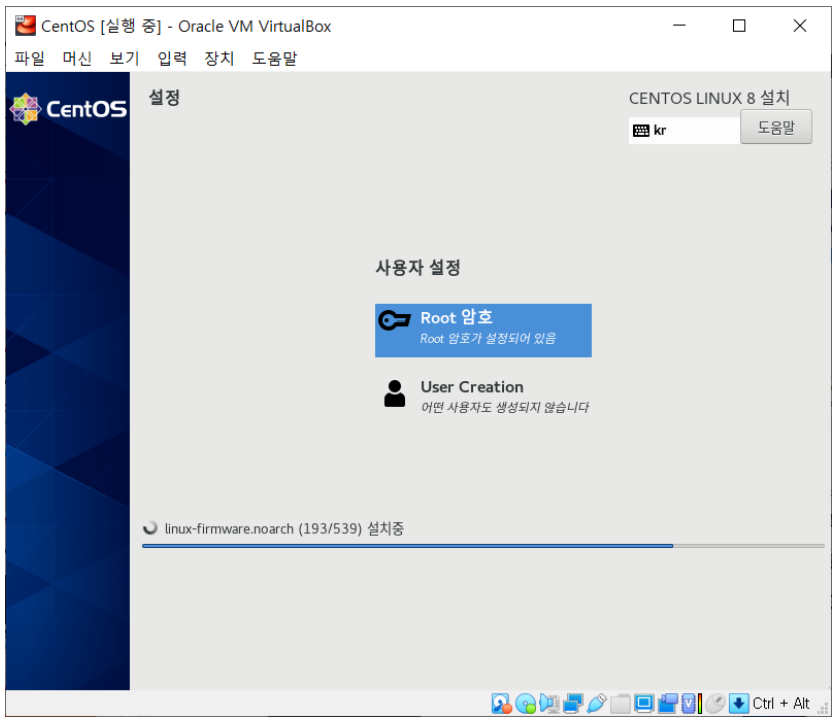 CentOS [실행 중] - Oracle VM VirtualBox
파일 머신 보기 입력 장치 도움말
CentOS
설정
CENTOS LINUX 8 설치
kr
도움말
사용자 설정
Root 암호
Root 암호가 설정되어 있음
User Creation
어떤 사용자도 생성되지 않습니다
linux-firmware.noarch (193/539) 설치중
Ctrl + Alt